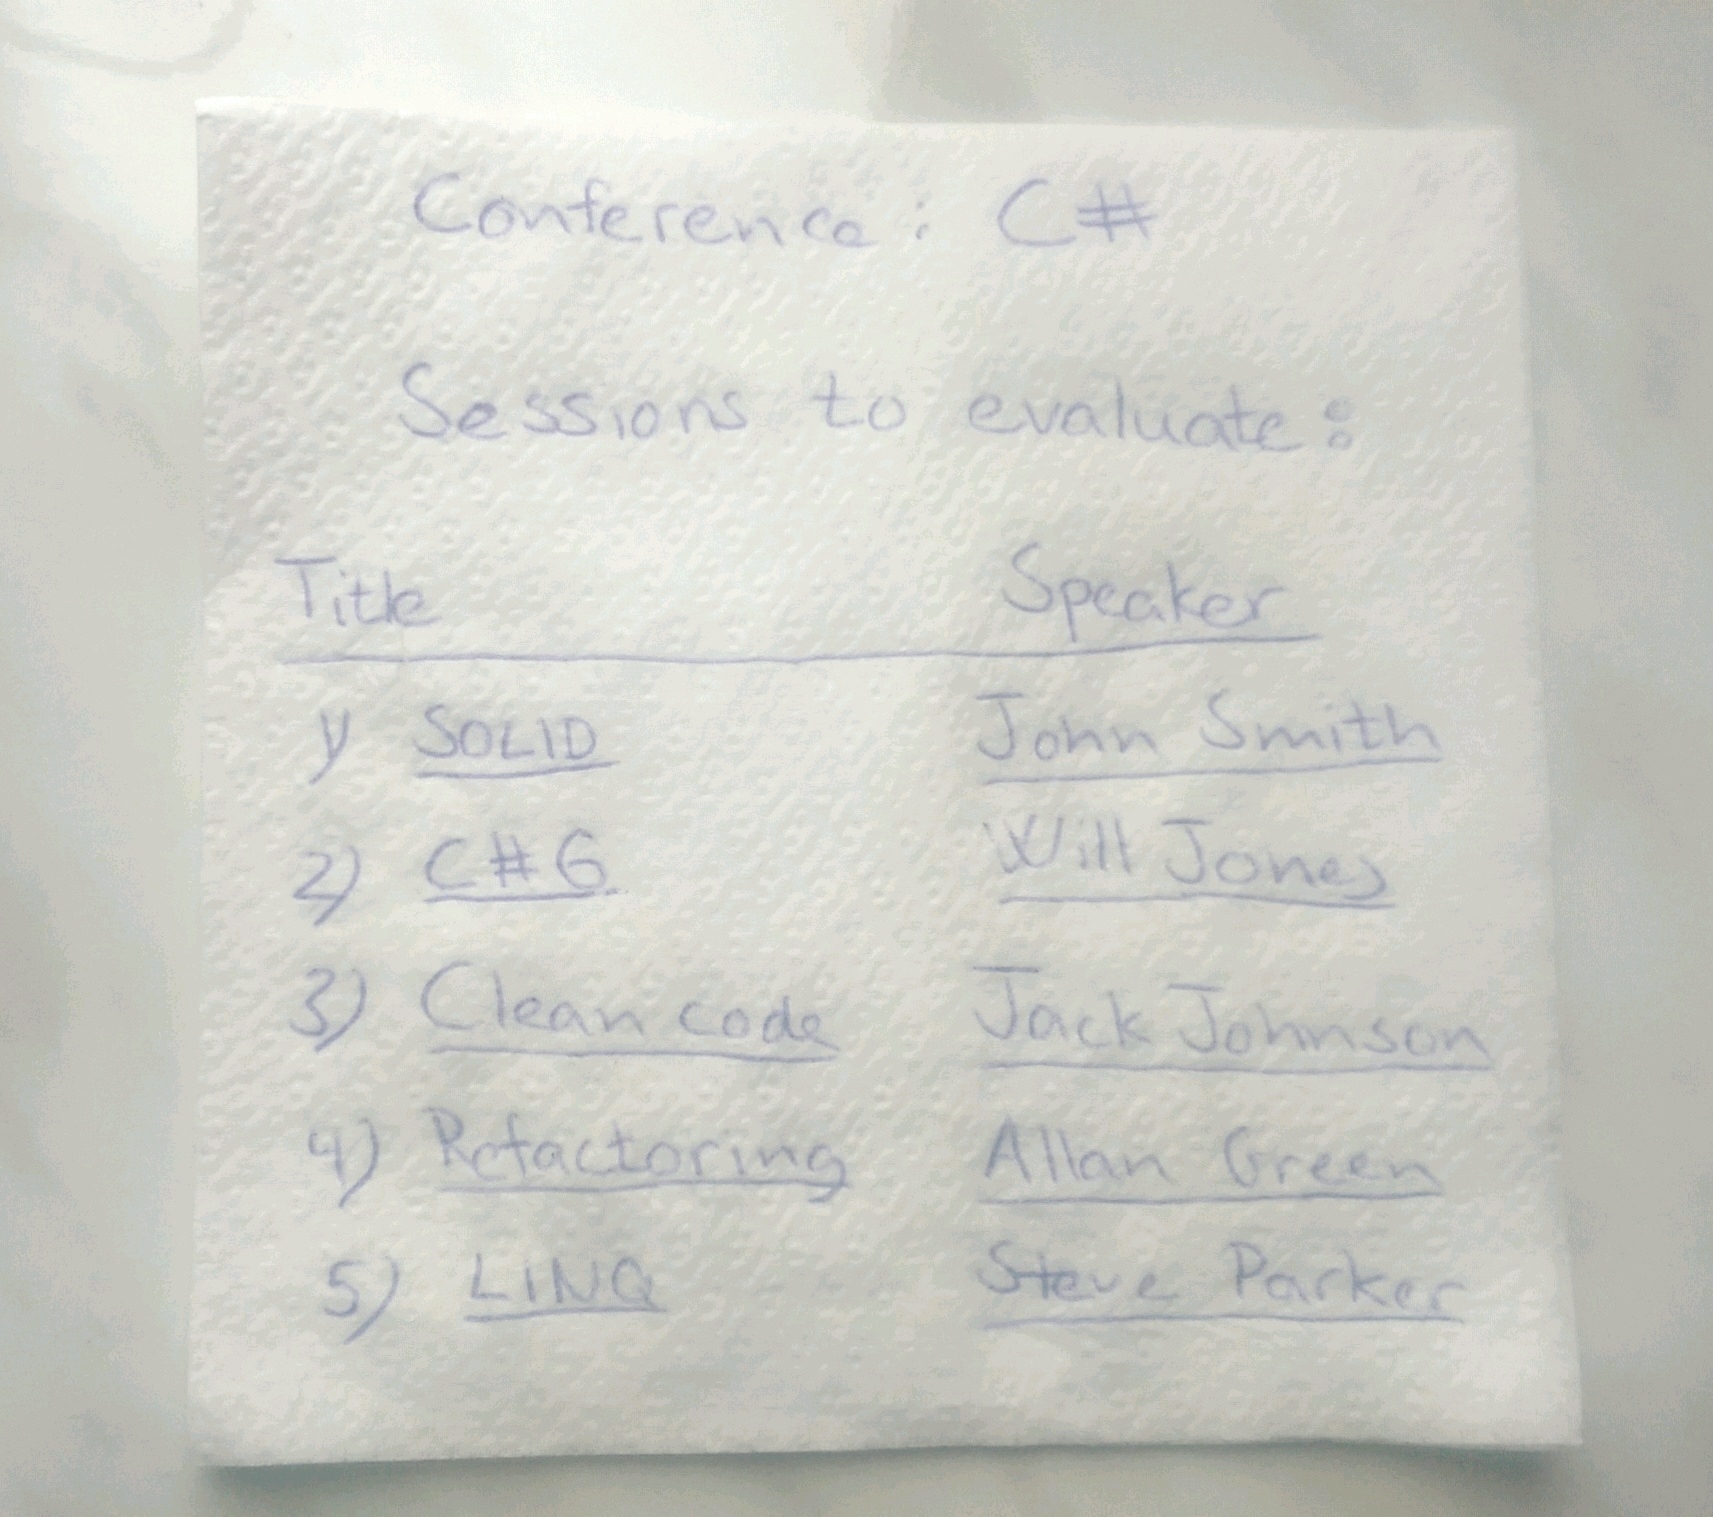 Conference: C#
Sessions to evaluate:
Title Speaker
1) SOLID John Smith
2) C#6 Will Jones
3) Clean code Jack Johnson
4) Refactoring Allan Green
5) LINQ Steve Parker